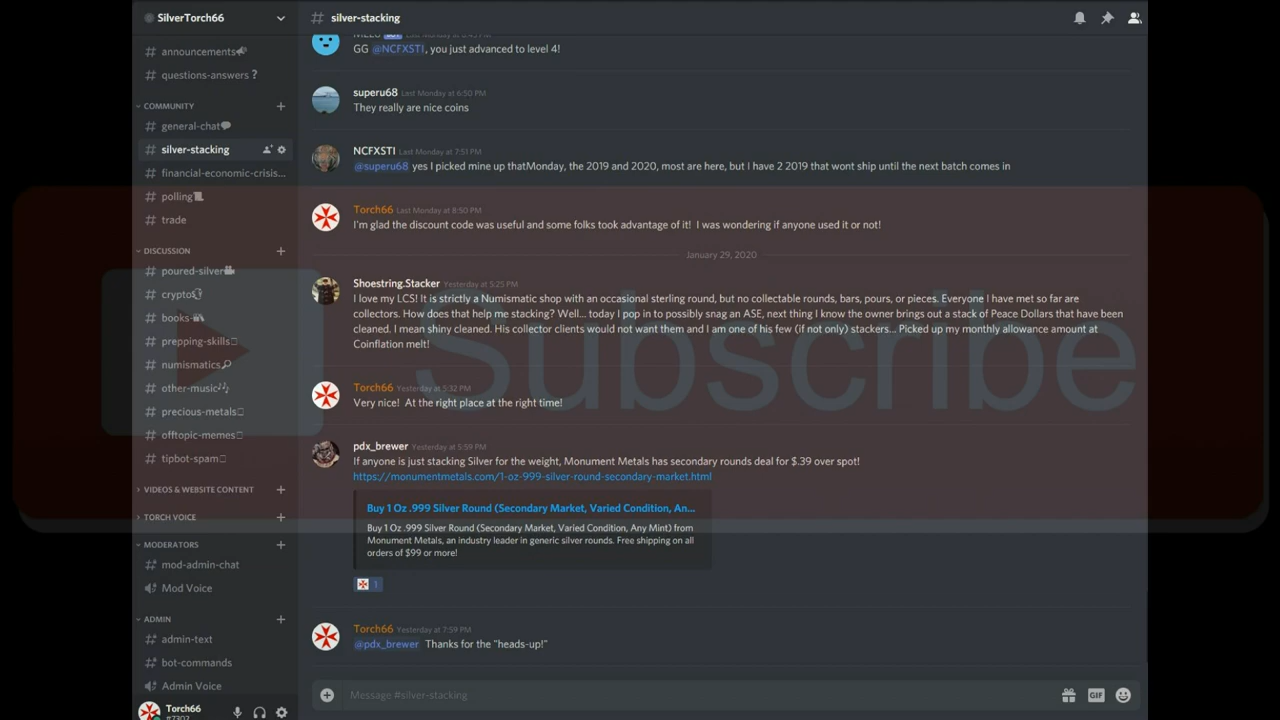 SilverTorch66
announcements
questions-answers ?
COMMUNITY
general-chat
silver-stacking
financial-economic-crisis...
polling
trade
DISCUSSION
poured-silver
cryptos
books
prepping-skills
numismatics
other-music
precious-metals
offtopic-memes
tipbot-spam
VIDEOS & WEBSITE CONTENT
TORCH VOICE
MODERATORS
mod-admin-chat
Mod Voice
ADMIN
admin-text
bot-commands
Admin Voice
Torch66
#7302
silver-stacking
GG @NCFXSTI, you just advanced to level 4!
superu68 Last Monday at 6:50 PM
They really are nice coins
NCFXSTI Last Monday at 7:51 PM
@superu68 yes I picked mine up thatMonday, the 2019 and 2020, most are here, but I have 2 2019 that wont ship until the next batch comes in
Torch66 Last Monday at 8:50 PM
I'm glad the discount code was useful and some folks took advantage of it! I was wondering if anyone used it or not!
January 29, 2020
Shoestring.Stacker Yesterday at 5:25 PM
I love my LCS! It is strictly a Numismatic shop with an occasional sterling round, but no collectable rounds, bars, pours, or pieces. Everyone I have met so far are
collectors. How does that help me stacking? Well... today I pop in to possibly snag an ASE, next thing I know the owner brings out a stack of Peace Dollars that have been
cleaned. I mean shiny cleaned. His collector clients would not want them and I am one of his few (if not only) stackers... Picked up my monthly allowance amount at
Coinflation melt!
Torch66 Yesterday at 5:32 PM
Very nice! At the right place at the right time!
pdx_brewer Yesterday at 5:59 PM
If anyone is just stacking Silver for the weight, Monument Metals has secondary rounds deal for $.39 over spot!
https://monumentmetals.com/1-oz-999-silver-round-secondary-market.html
Buy 1 Oz .999 Silver Round (Secondary Market, Varied Condition, An...
Buy 1 Oz .999 Silver Round (Secondary Market, Varied Condition, Any Mint) from
Monument Metals, an industry leader in generic silver rounds. Free shipping on all
orders of $99 or more!
1
Torch66 Yesterday at 7:59 PM
@pdx_brewer Thanks for the "heads-up!"
Message #silver-stacking
GIF
Subscribe